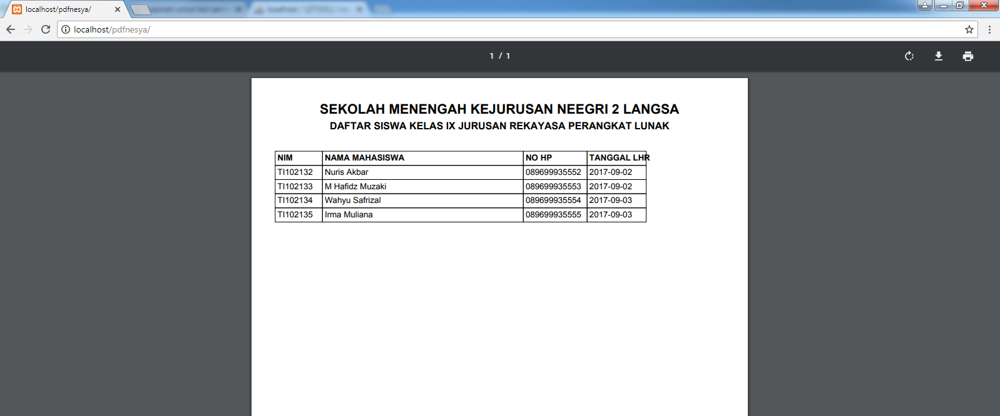 localhost/pdfnesya/
localhost/pdfnesya/
1 / 1
SEKOLAH MENENGAH KEJURUSAN NEEGRI 2 LANGSA
DAFTAR SISWA KELAS IX JURUSAN REKAYASA PERANGKAT LUNAK
NIM NAMA MAHASISWA NO HP TANGGAL LHR
TI102132 Nuris Akbar 089699935552 2017-09-02
TI102133 M Hafidz Muzaki 089699935553 2017-09-02
TI102134 Wahyu Safrizal 089699935554 2017-09-03
TI102135 Irma Muliana 089699935555 2017-09-03